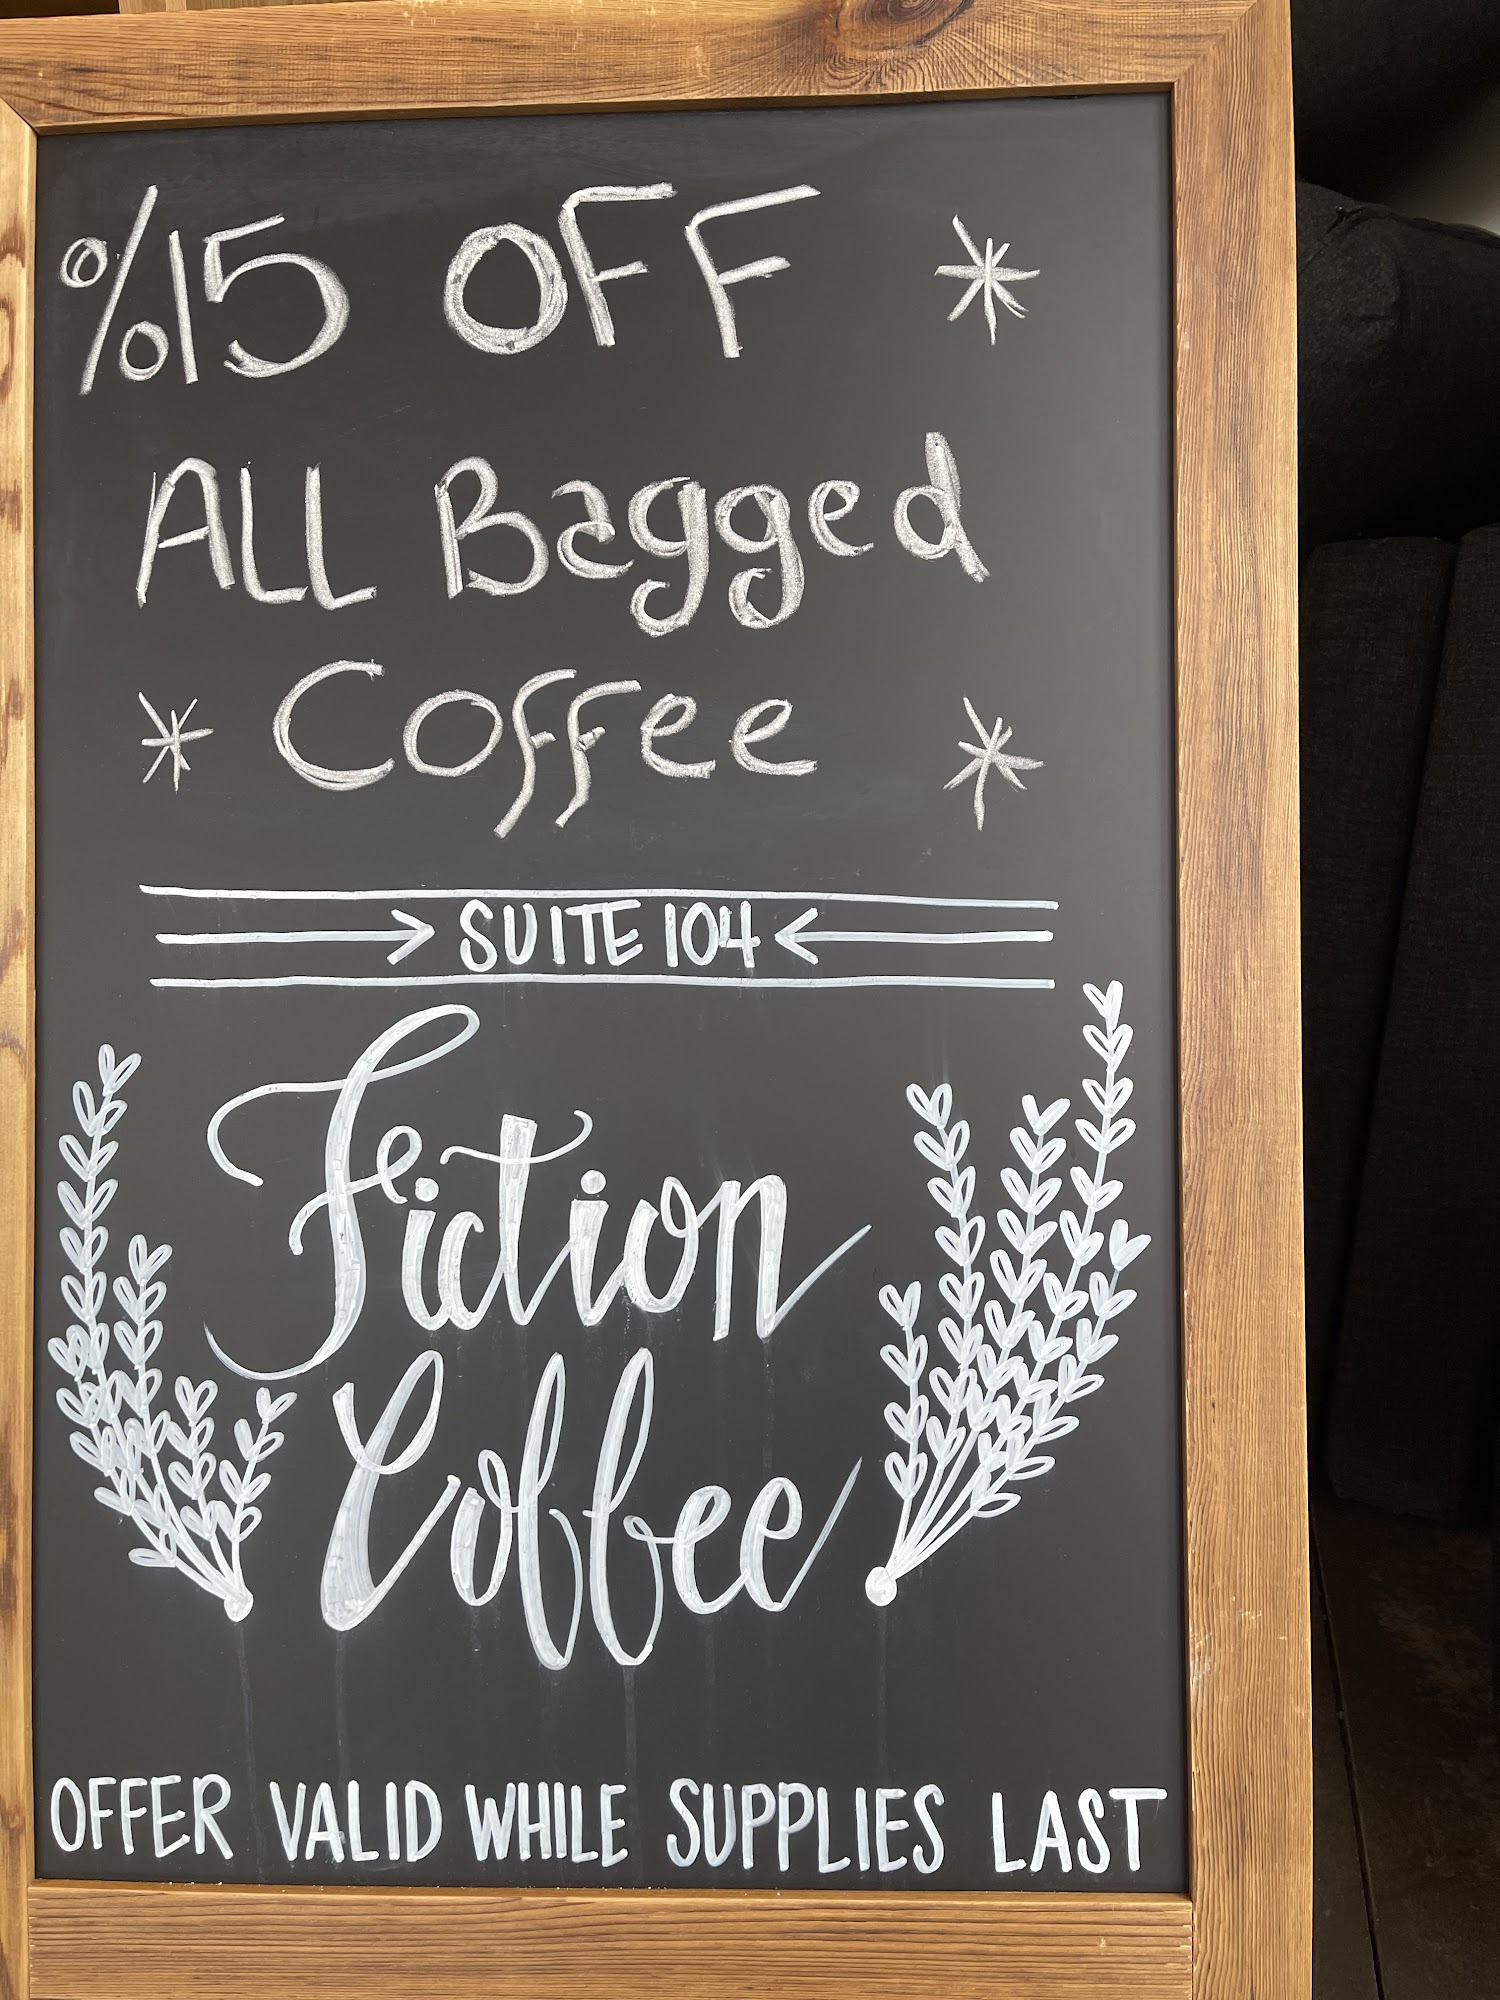 %15 OFF
ALL Bagged
Coffee
SUITE 104
Fiction
Coffee
OFFER VALID WHILE SUPPLIES LAST